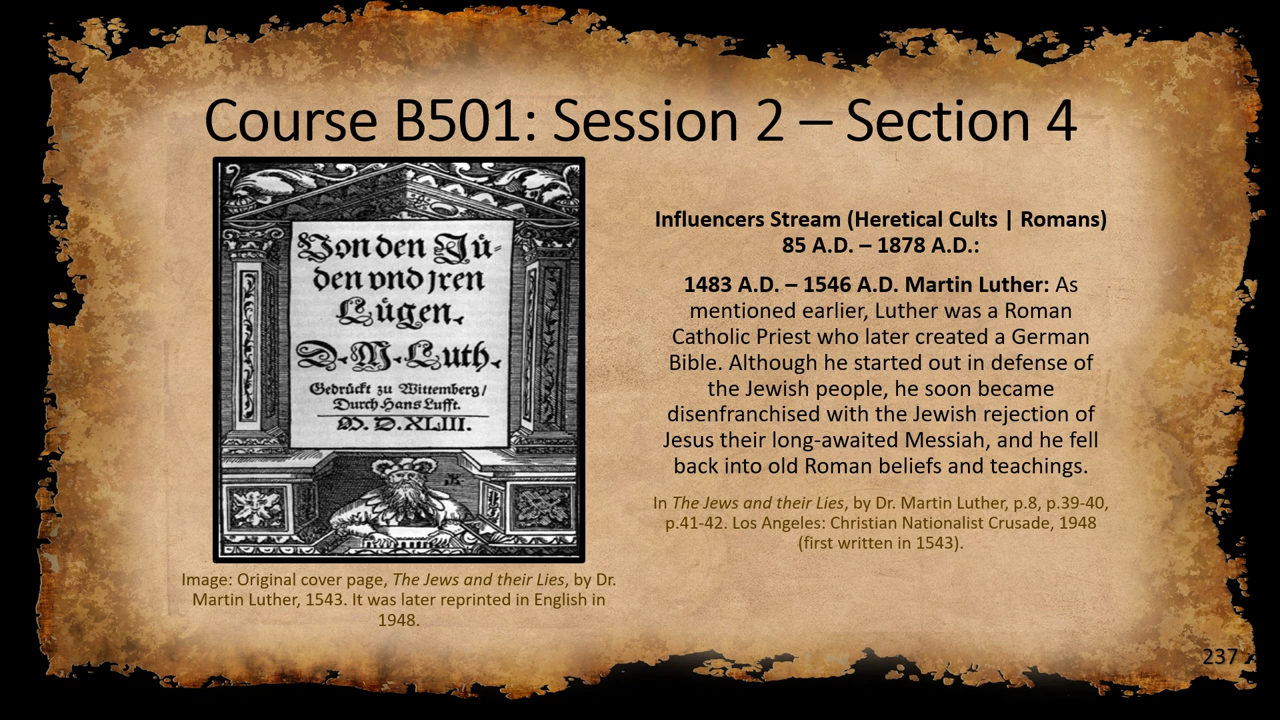 Course B501: Session 2 – Section 4
Von den Jü-
den vnd jren
Lügen.
D. M. Luth.
Gedrückt zu Wittemberg/
Durch Hans Lufft.
M. D. XLIII.
Image: Original cover page, The Jews and their Lies, by Dr.
Martin Luther, 1543. It was later reprinted in English in
1948.
Influencers Stream (Heretical Cults | Romans)
85 A.D. – 1878 A.D.:
1483 A.D. – 1546 A.D. Martin Luther: As
mentioned earlier, Luther was a Roman
Catholic Priest who later created a German
Bible. Although he started out in defense of
the Jewish people, he soon became
disenfranchised with the Jewish rejection of
Jesus their long-awaited Messiah, and he fell
back into old Roman beliefs and teachings.
In The Jews and their Lies, by Dr. Martin Luther, p.8, p.39-40,
p.41-42. Los Angeles: Christian Nationalist Crusade, 1948
(first written in 1543).
237